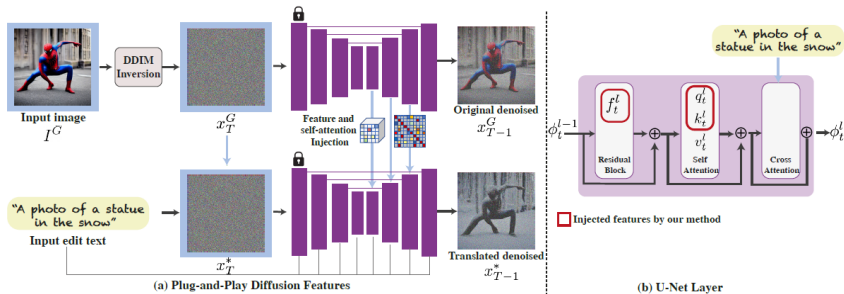 DDIM
Inversion
Input image
I^G
x_T^G
Feature and
self-attention
Injection
Original denoised
x_{T-1}^G
"A photo of a statue
in the snow"
Input edit text
x_T^*
Translated denoised
x_{T-1}^*
(a) Plug-and-Play Diffusion Features
"A photo of a
statue in the snow"
ϕ_t^{l-1}
f_t^l
q_t^l
k_t^l
v_t^l
ϕ_t^l
Residual
Block
Self
Attention
Cross
Attention
Injected features by our method
(b) U-Net Layer